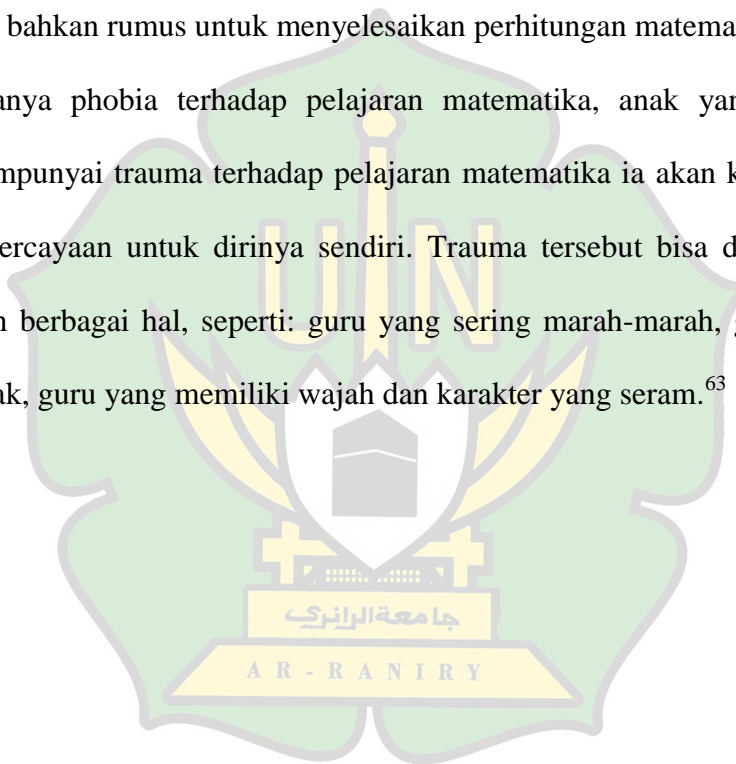 bahkan rumus untuk menyelesaikan perhitungan matema
anya phobia terhadap pelajaran matematika, anak yan
mpunyai trauma terhadap pelajaran matematika ia akan k
ercayaan untuk dirinya sendiri. Trauma tersebut bisa d
n berbagai hal, seperti: guru yang sering marah-marah, g
ak, guru yang memiliki wajah dan karakter yang seram.63
UIN
جامعة الرانري
AR-RANIRY